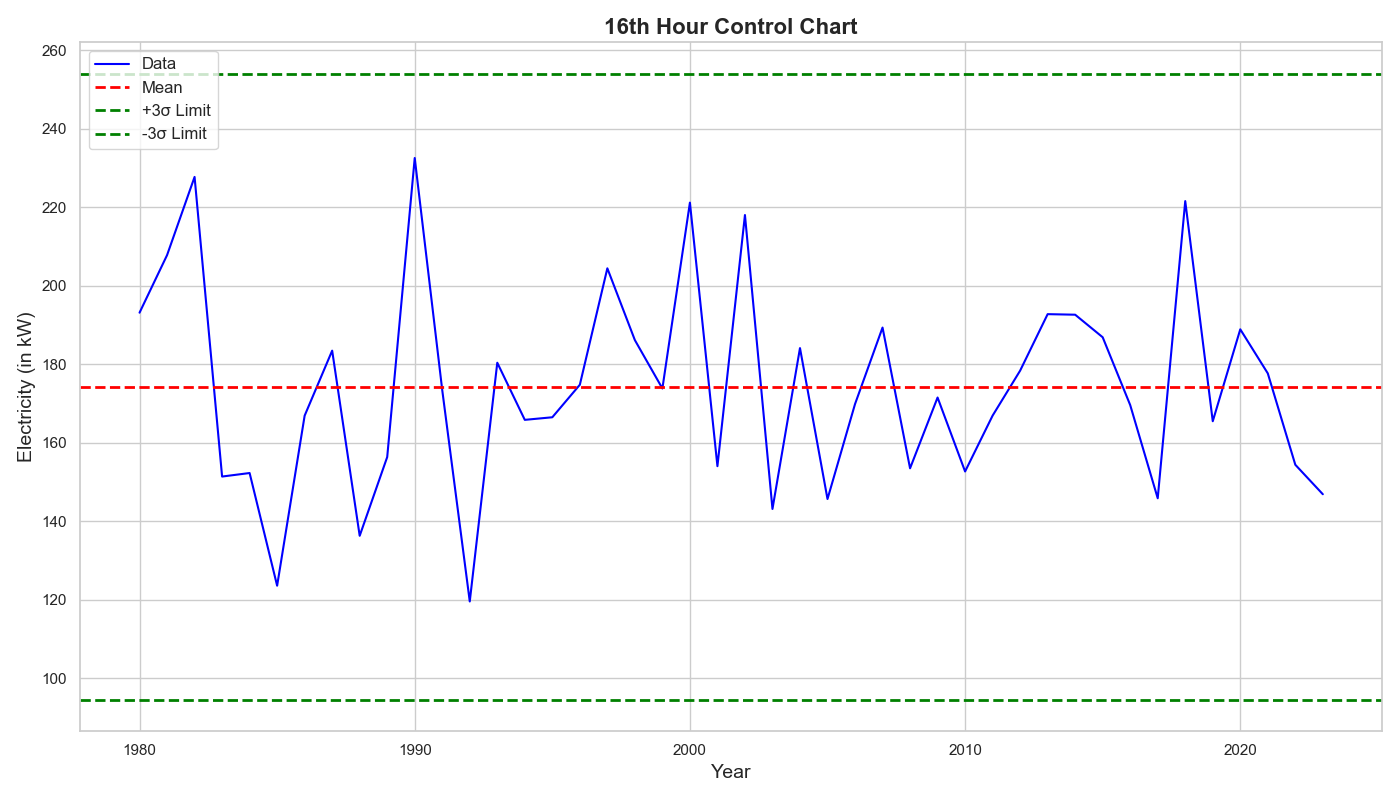 16th Hour Control Chart
260
240
220
200
180
160
140
120
100
Electricity (in kW)
Data
Mean
+3σ Limit
-3σ Limit
1980
1990
2000
2010
2020
Year